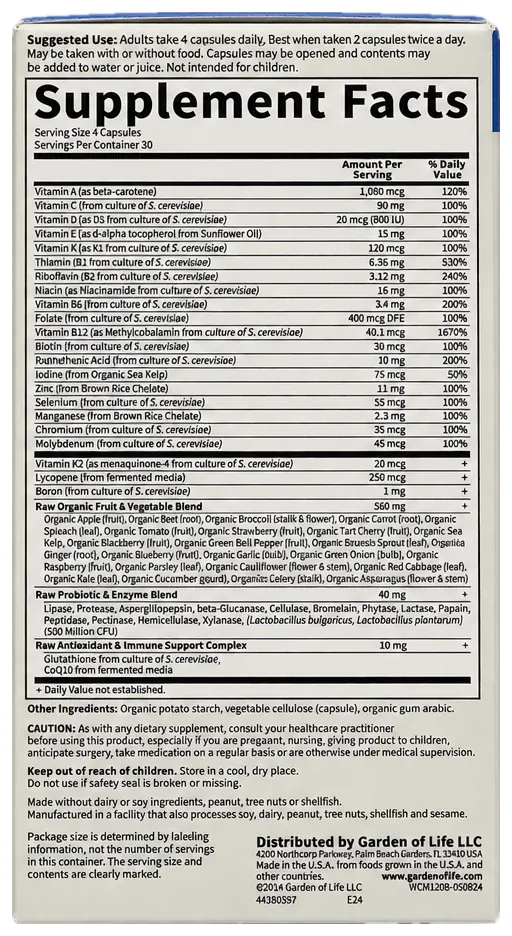 Suggested Use: Adults take 4 capsules daily, Best when taken 2 capsules twice a day.
May be taken with or without food. Capsules may be opened and contents may
be added to water or juice. Not intended for children.
Supplement Facts
Serving Size 4 Capsules
Servings Per Container 30
Amount Per Serving % Daily Value
Vitamin A (as beta-carotene) 1,080 mcg 120%
Vitamin C (from culture of S. cerevisiae) 90 mg 100%
Vitamin D (as D3 from culture of S. cerevisiae) 20 mcg (800 IU) 100%
Vitamin E (as d-alpha tocopherol from Sunflower Oil) 15 mg 100%
Vitamin K (as K1 from culture of S. cerevisiae) 120 mcg 100%
Thiamin (B1 from culture of S. cerevisiae) 6.36 mg 530%
Riboflavin (B2 from culture of S. cerevisiae) 3.12 mg 240%
Niacin (as Niacinamide from culture of S. cerevisiae) 16 mg 100%
Vitamin B6 (from culture of S. cerevisiae) 3.4 mg 200%
Folate (from culture of S. cerevisiae) 400 mcg DFE 100%
Vitamin B12 (as Methylcobalamin from culture of S. cerevisiae) 40.1 mcg 1670%
Biotin (from culture of S. cerevisiae) 30 mcg 100%
Acid (from culture of S. cerevisiae) 10 mg 200%
Iodine (from Organic Sea Kelp) 75 mcg 50%
Zinc (from Brown Rice Chelate) 11 mg 100%
Selenium (from culture of S. cerevisiae) 55 mcg 100%
Manganese (from Brown Rice Chelate) 2.3 mg 100%
Chromium (from culture of S. cerevisiae) 35 mcg 100%
Molybdenum (from culture of S. cerevisiae) 45 mcg 100%
Vitamin K2 (as menaquinone-4 from culture of S. cerevisiae) 20 mcg +
Lycopene (from fermented media) 250 mcg +
Boron (from culture of S. cerevisiae) 1 mg +
Raw Organic Fruit & Vegetable Blend 560 mg +
Organic Apple (fruit), Organic Beet (root), Organic Broccoli (stalk & flower), Organic Carrot (root), Organic
Spieach (leaf), Organic Tomato (fruit), Organic Strawberry (fruit), Organic Tart Cherry (fruit), Organic Sea
Kelp, Organic Blackberry (fruit), Organic Green Bell Pepper (fruit), Organic Brussels Sprout (leaf), Organica
Ginger (root), Organic Blueberry (fruit), Organic Garlic (bulb), Organic Green Onion (bulb), Organic
Raspberry (fruit), Organic Parsley (leaf), Organic Cauliflower (flower & stem), Organic Red Cabbage (leaf),
Organic Kale (leaf), Organic Cucumber gourd), Organic Celery (stalk), Organic Asparagus (flower & stem)
Raw Probiotic & Enzyme Blend 40 mg +
Lipase, Protease, Aspergillopepsin, beta-Glucanase, Cellulase, Bromelain, Phytase, Lactase, Papain,
Peptidase, Pectinase, Hemicellulase, Xylanase, (Lactobacillus bulgaricus, Lactobacillus plantarum)
(500 Million CFU)
Raw Antioxidant & Immune Support Complex 10 mg +
Glutathione from culture of S. cerevisiae,
CoQ10 from fermented media
+ Daily Value not established.
Other Ingredients: Organic potato starch, vegetable cellulose (capsule), organic gum arabic.
CAUTION: As with any dietary supplement, consult your healthcare practitioner
before using this product, especially if you are pregaant, nursing, giving product to children,
anticipate surgery, take medication on a regular basis or are otherwise under medical supervision.
Keep out of reach of children. Store in a cool, dry place.
Do not use if safety seal is broken or missing.
Made without dairy or soy ingredients, peanut, tree nuts or shellfish.
Manufactured in a facility that also processes soy, dairy, peanut, tree nuts, shellfish and sesame.
Package size is determined by laleling
information, not the number of servings
in this container. The serving size and
contents are clearly marked.
Distributed by Garden of Life LLC
4200 Northcorp Parkway, Palm Beach Gardens, FL 33410 USA
Made in the U.S.A. from foods grown in the U.S.A. and
other countries. www.gardenoflife.com
©2014 Garden of Life LLC WCM120B-050824
44380597 E24